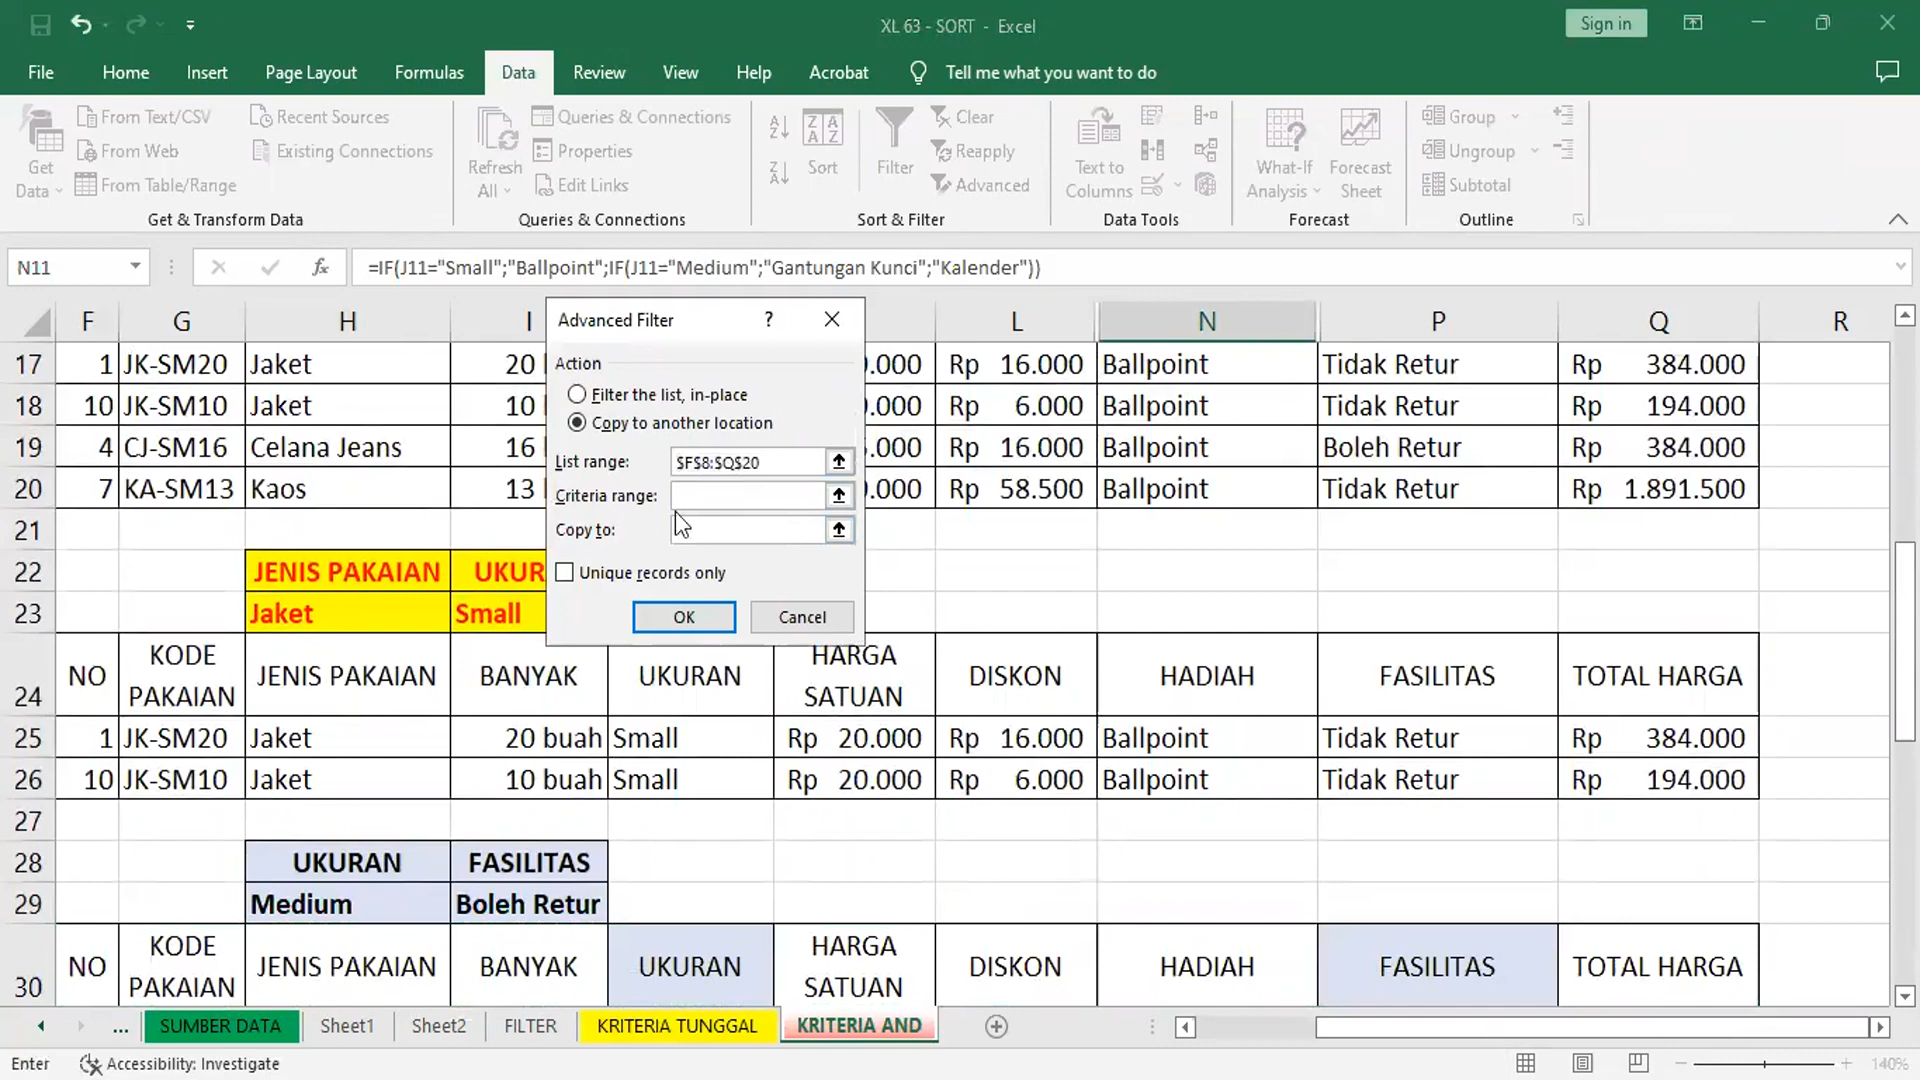 XL 63 - SORT - Excel
Sign in
File Home Insert Page Layout Formulas Data Review View Help Acrobat Tell me what you want to do
Get Data
From Text/CSV
From Web
From Table/Range
Recent Sources
Existing Connections
Get & Transform Data
Refresh All
Queries & Connections
Properties
Edit Links
Queries & Connections
Sort
Filter
Clear
Reapply
Advanced
Sort & Filter
Text to Columns
Data Tools
What-If Analysis
Forecast Sheet
Forecast
Group
Ungroup
Subtotal
Outline
N11 fx =IF(J11="Small";"Ballpoint";IF(J11="Medium";"Gantungan Kunci";"Kalender"))
F G H I L N P Q R
17 1 JK-SM20 Jaket 20 .000 Rp 16.000 Ballpoint Tidak Retur Rp 384.000
18 10 JK-SM10 Jaket 10 .000 Rp 6.000 Ballpoint Tidak Retur Rp 194.000
19 4 CJ-SM16 Celana Jeans 16 .000 Rp 16.000 Ballpoint Boleh Retur Rp 384.000
20 7 KA-SM13 Kaos 13 .000 Rp 58.500 Ballpoint Tidak Retur Rp 1.891.500
21
22 JENIS PAKAIAN UKUR
23 Jaket Small
24 NO KODE PAKAIAN JENIS PAKAIAN BANYAK UKURAN HARGA SATUAN DISKON HADIAH FASILITAS TOTAL HARGA
25 1 JK-SM20 Jaket 20 buah Small Rp 20.000 Rp 16.000 Ballpoint Tidak Retur Rp 384.000
26 10 JK-SM10 Jaket 10 buah Small Rp 20.000 Rp 6.000 Ballpoint Tidak Retur Rp 194.000
27
28 UKURAN FASILITAS
29 Medium Boleh Retur
30 NO KODE PAKAIAN JENIS PAKAIAN BANYAK UKURAN HARGA SATUAN DISKON HADIAH FASILITAS TOTAL HARGA
Advanced Filter ?
Action
Filter the list, in-place
Copy to another location
List range: $F$8:$Q$20
Criteria range:
Copy to:
Unique records only
OK Cancel
... SUMBER DATA Sheet1 Sheet2 FILTER KRITERIA TUNGGAL KRITERIA AND
Enter Accessibility: Investigate 140%